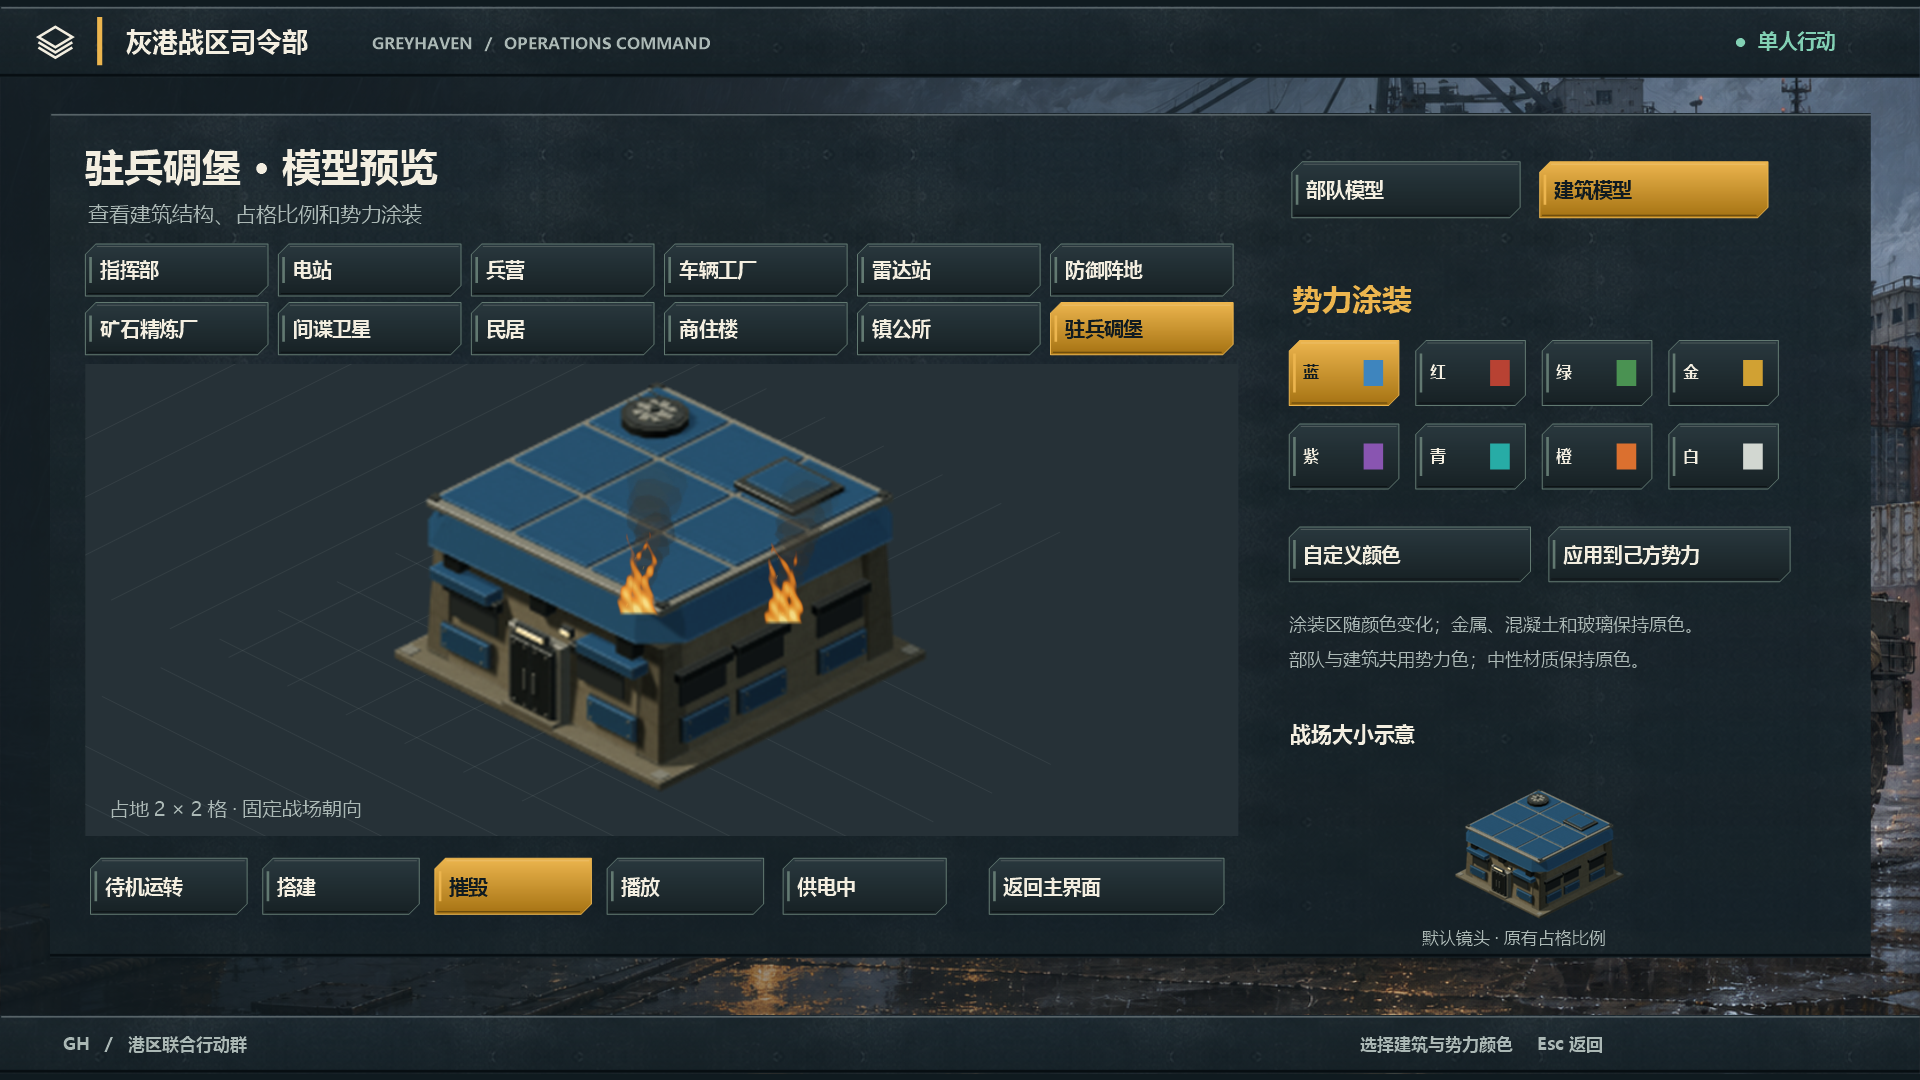 灰港战区司令部 GREYHAVEN / OPERATIONS COMMAND
单人行动
驻兵碉堡 · 模型预览
查看建筑结构、占格比例和势力涂装
部队模型 建筑模型
指挥部 电站 兵营 车辆工厂 雷达站 防御阵地
矿石精炼厂 间谍卫星 民居 商住楼 镇公所 驻兵碉堡
势力涂装
蓝 红 绿 金
紫 青 橙 白
自定义颜色 应用到己方势力
涂装区随颜色变化；金属、混凝土和玻璃保持原色。
部队与建筑共用势力色；中性材质保持原色。
战场大小示意
占地 2 × 2 格 · 固定战场朝向
待机运转 搭建 摧毁 播放 供电中 返回主界面
默认镜头 · 原有占格比例
GH / 港区联合行动群
选择建筑与势力颜色 Esc 返回